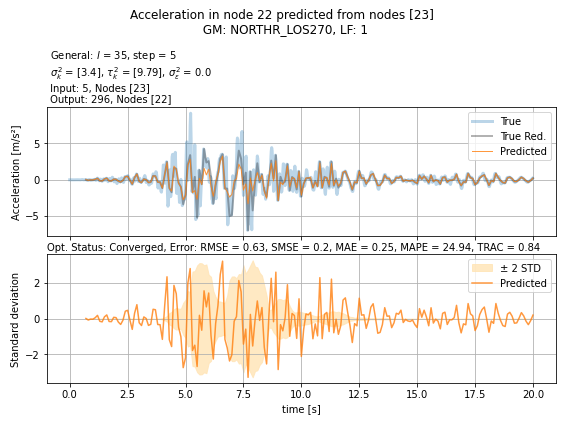 Acceleration in node 22 predicted from nodes [23]
GM: NORTHR_LOS270, LF: 1
General: l = 35, step = 5
σ²ₖ = [3.4], τ²ₖ = [9.79], σ²ε = 0.0
Input: 5, Nodes [23]
Output: 296, Nodes [22]
Acceleration [m/s²]
5
0
−5
True
True Red.
Predicted
Opt. Status: Converged, Error: RMSE = 0.63, SMSE = 0.2, MAE = 0.25, MAPE = 24.94, TRAC = 0.84
Standard deviation
2
0
−2
± 2 STD
Predicted
0.0 2.5 5.0 7.5 10.0 12.5 15.0 17.5 20.0
time [s]